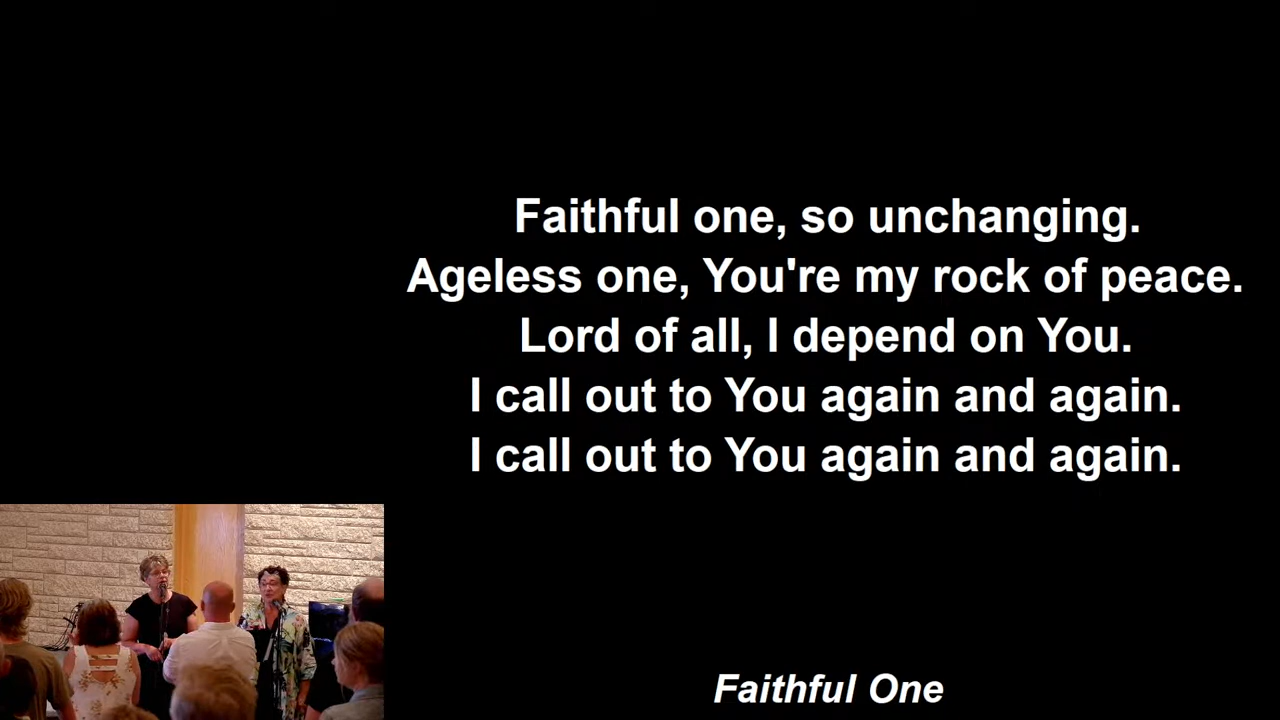 Faithful one, so unchanging.
Ageless one, You're my rock of peace.
Lord of all, I depend on You.
I call out to You again and again.
I call out to You again and again.
Faithful One